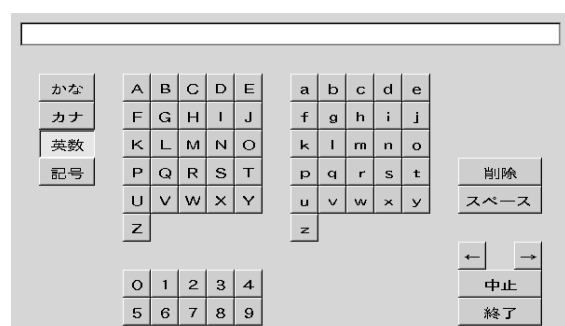 かな A B C D E a b c d e
カナ F G H I J f g h i j
英数 K L M N O k l m n o
記号 P Q R S T p q r s t 削除
U V W X Y u v w x y スペース
Z z
← →
0 1 2 3 4 中止
5 6 7 8 9 終了